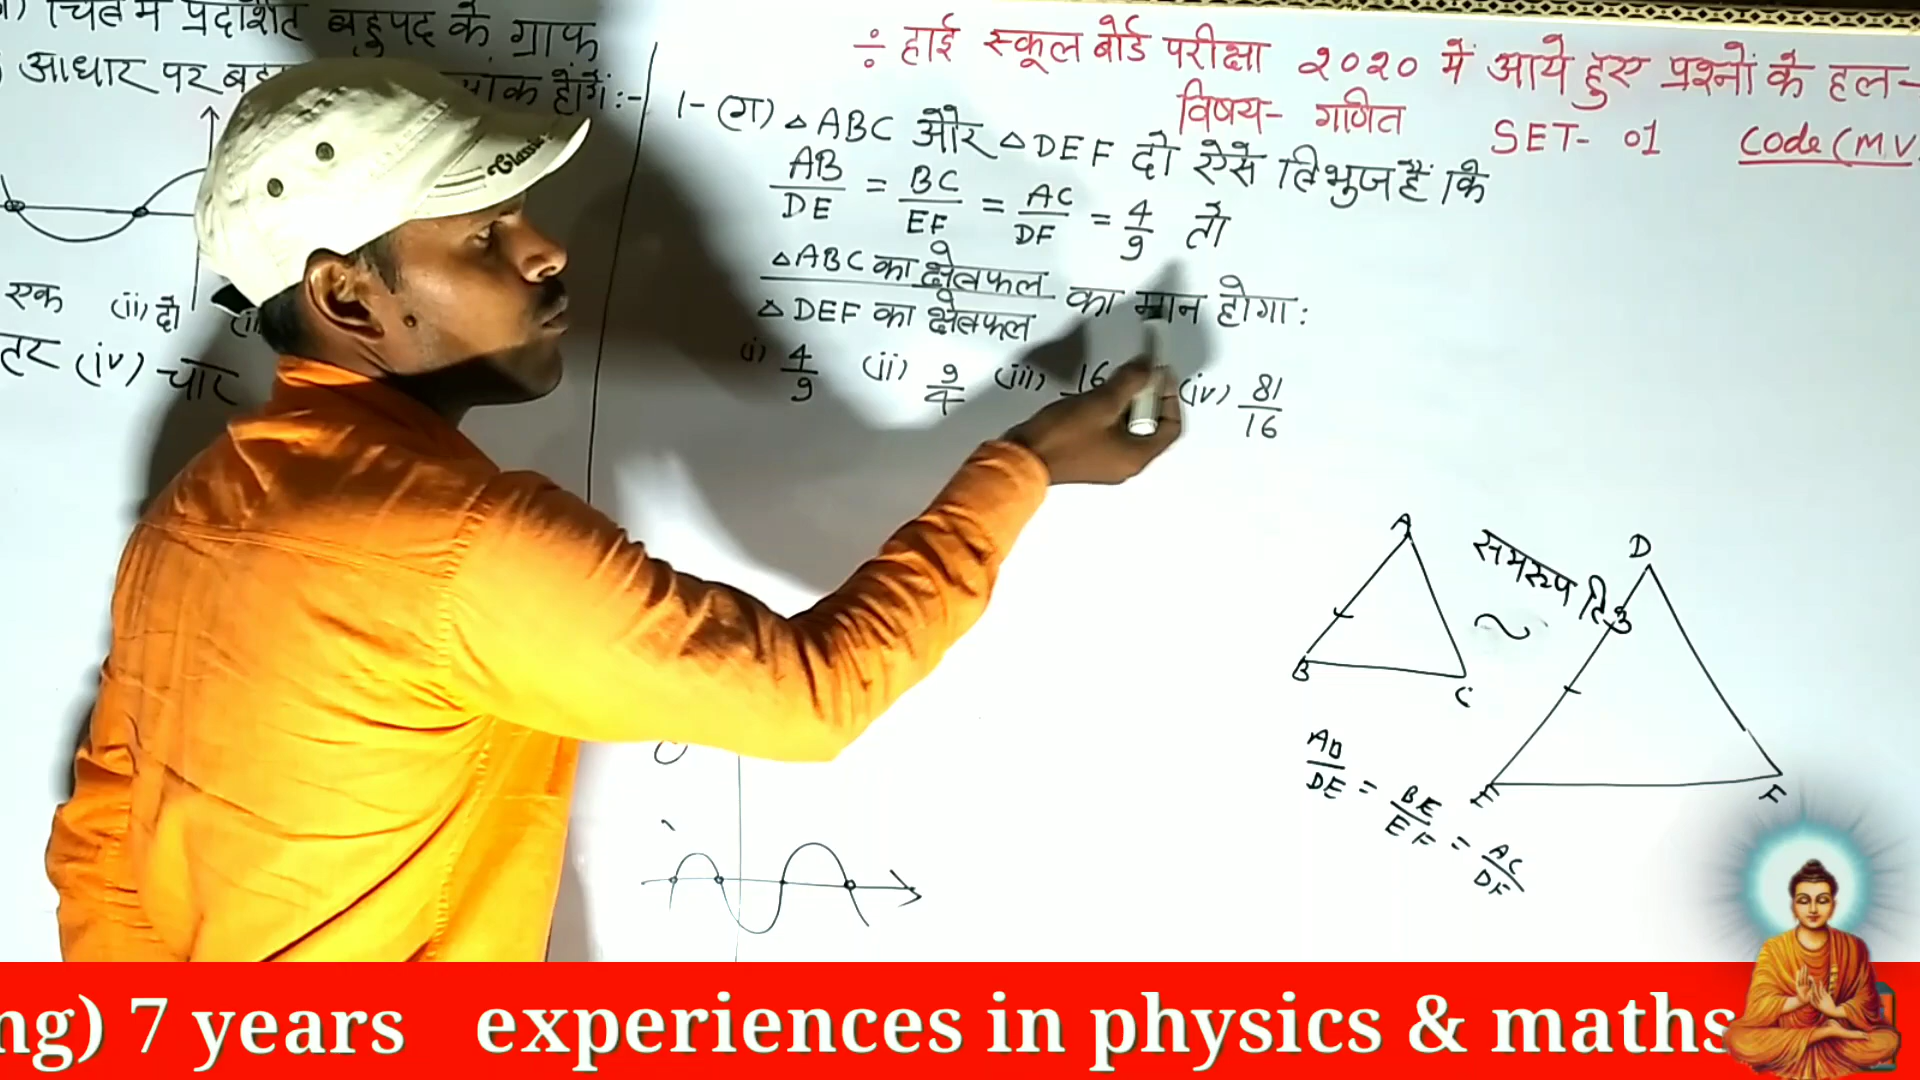 चित्र में प्रदर्शित बहुपद के ग्राफ
आधार पर
होगें:-
एक (ii) दो
(iv) चार
÷ हाई स्कूल बोर्ड परीक्षा २०२० में आये हुए प्रश्नों के हल-
विषय- गणित SET- 01 Code (MV
1- (ग) △ABC और △DEF दो ऐसे त्रिभुज हैं कि
AB/DE = BC/EF = AC/DF = 4/9 तो
△ABC का क्षेत्रफल / △DEF का क्षेत्रफल का मान होगा:
(i) 4/9 (ii) 9/4 (iii) 16 (iv) 81/16
A
B
C
समरूप
~
D
E
F
AB/DE = BE/EF = AC/DF
Classic
ng) 7 years experiences in physics & maths